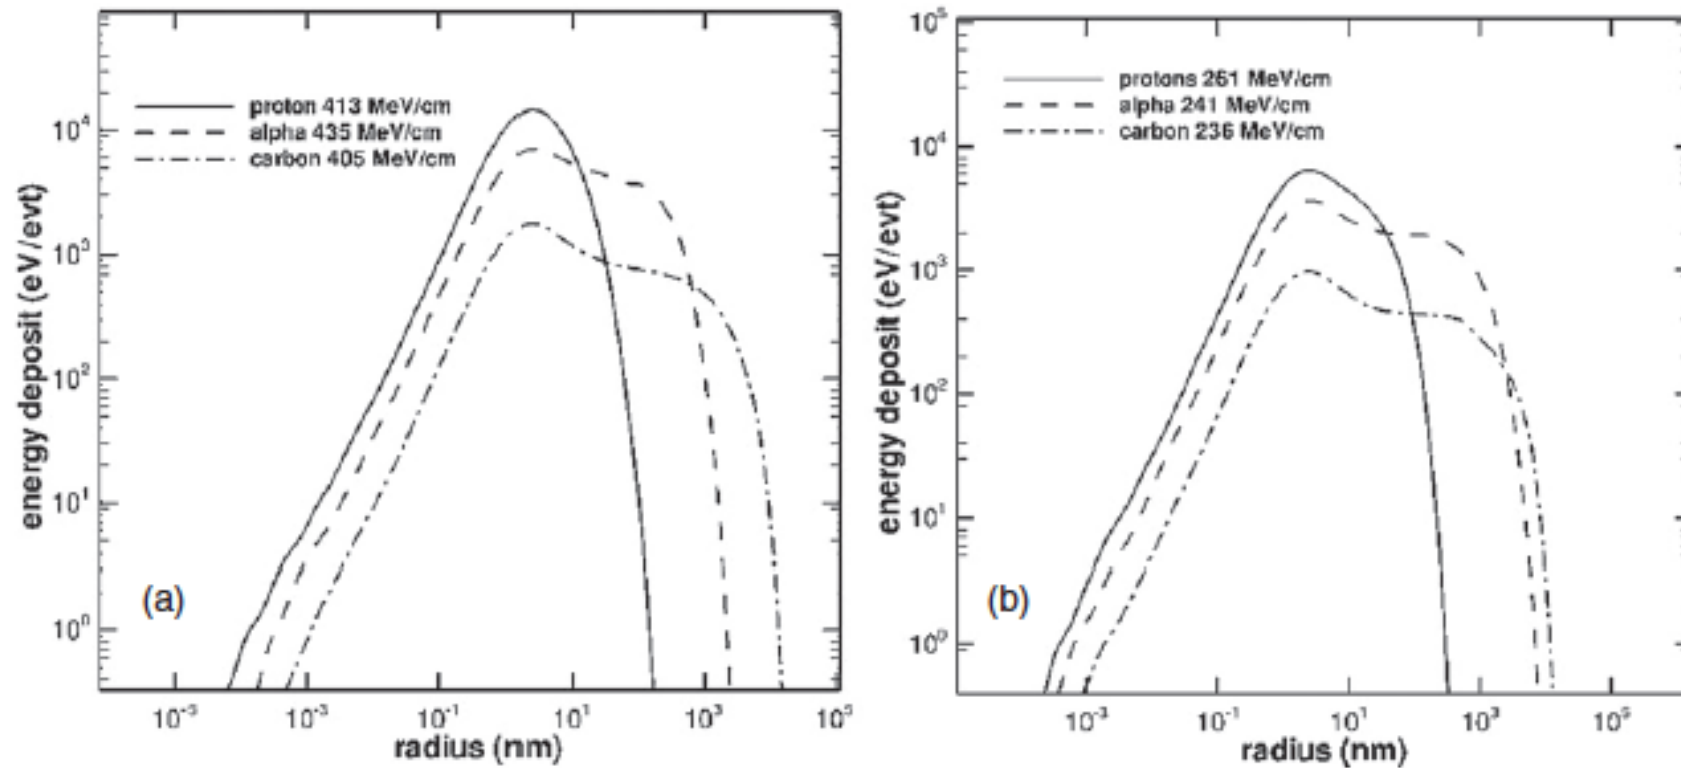 proton 413 MeV/cm
alpha 435 MeV/cm
carbon 405 MeV/cm
energy deposit (eV/evt)
10^4
10^3
10^2
10^1
10^0
(a)
10^-3
10^-1
10^1
10^3
10^5
radius (nm)
protons 261 MeV/cm
alpha 241 MeV/cm
carbon 236 MeV/cm
energy deposit (eV/evt)
10^5
10^4
10^3
10^2
10^1
10^0
(b)
10^-3
10^-1
10^1
10^3
radius (nm)